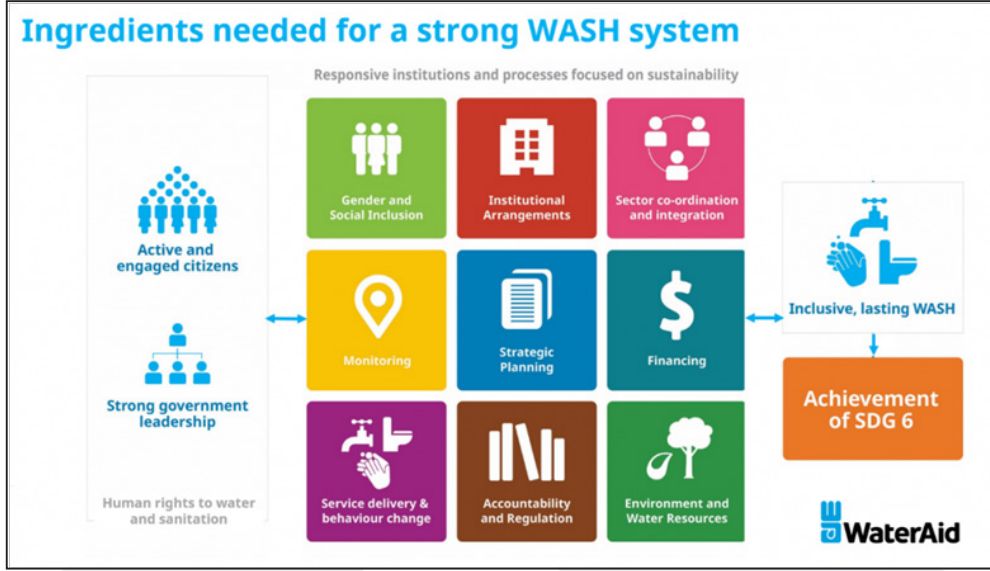 Ingredients needed for a strong WASH system
Responsive institutions and processes focused on sustainability
Active and
engaged citizens
Strong government
leadership
Human rights to water
and sanitation
Gender and
Social Inclusion
Institutional
Arrangements
Sector co-ordination
and integration
Monitoring
Strategic
Planning
$
Financing
Service delivery &
behaviour change
Accountability
and Regulation
Environment and
Water Resources
Inclusive, lasting WASH
Achievement
of SDG 6
WaterAid